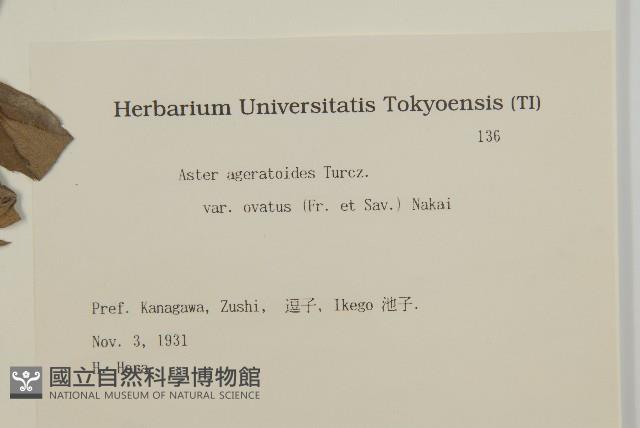 Herbarium Universitatis Tokyoensis (TI)
136
Aster ageratoides Turcz.
var. ovatus (Fr. et Sav.) Nakai
Pref. Kanagawa, Zushi, 逗子, Ikego 池子.
Nov. 3, 1931
H. Hara
國立自然科學博物館
NATIONAL MUSEUM OF NATURAL SCIENCE